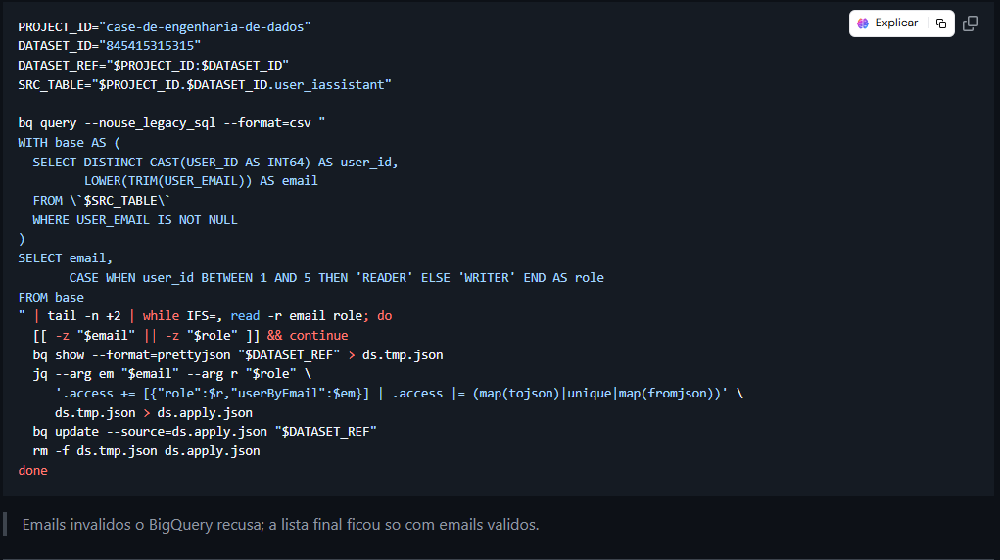 Explicar
PROJECT_ID="case-de-engenharia-de-dados"
DATASET_ID="845415315315"
DATASET_REF="$PROJECT_ID:$DATASET_ID"
SRC_TABLE="$PROJECT_ID.$DATASET_ID.user_iassistant"

bq query --nouse_legacy_sql --format=csv "
WITH base AS (
  SELECT DISTINCT CAST(USER_ID AS INT64) AS user_id,
         LOWER(TRIM(USER_EMAIL)) AS email
  FROM \`$SRC_TABLE\`
  WHERE USER_EMAIL IS NOT NULL
)
SELECT email,
       CASE WHEN user_id BETWEEN 1 AND 5 THEN 'READER' ELSE 'WRITER' END AS role
FROM base
" | tail -n +2 | while IFS=, read -r email role; do
  [[ -z "$email" || -z "$role" ]] && continue
  bq show --format=prettyjson "$DATASET_REF" > ds.tmp.json
  jq --arg em "$email" --arg r "$role" \
     '.access += [{"role":$r,"userByEmail":$em}] | .access |= (map(tojson)|unique|map(fromjson))' \
     ds.tmp.json > ds.apply.json
  bq update --source=ds.apply.json "$DATASET_REF"
  rm -f ds.tmp.json ds.apply.json
done
Emails invalidos o BigQuery recusa; a lista final ficou so com emails validos.